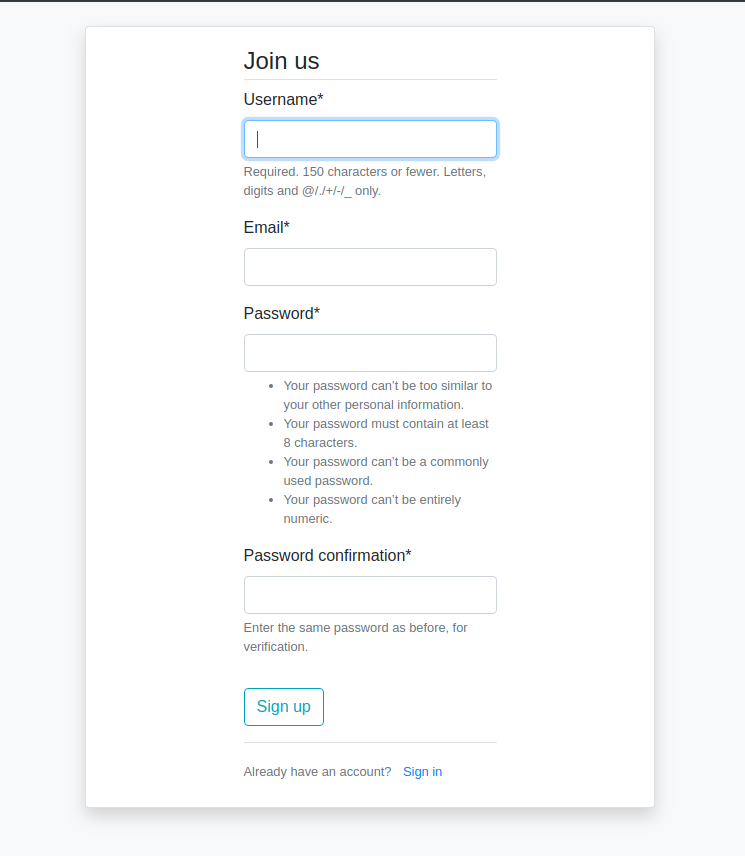 Join us
Username*
Required. 150 characters or fewer. Letters,
digits and @/./+/-/_ only.
Email*
Password*
• Your password can’t be too similar to
your other personal information.
• Your password must contain at least
8 characters.
• Your password can’t be a commonly
used password.
• Your password can’t be entirely
numeric.
Password confirmation*
Enter the same password as before, for
verification.
Sign up
Already have an account? Sign in